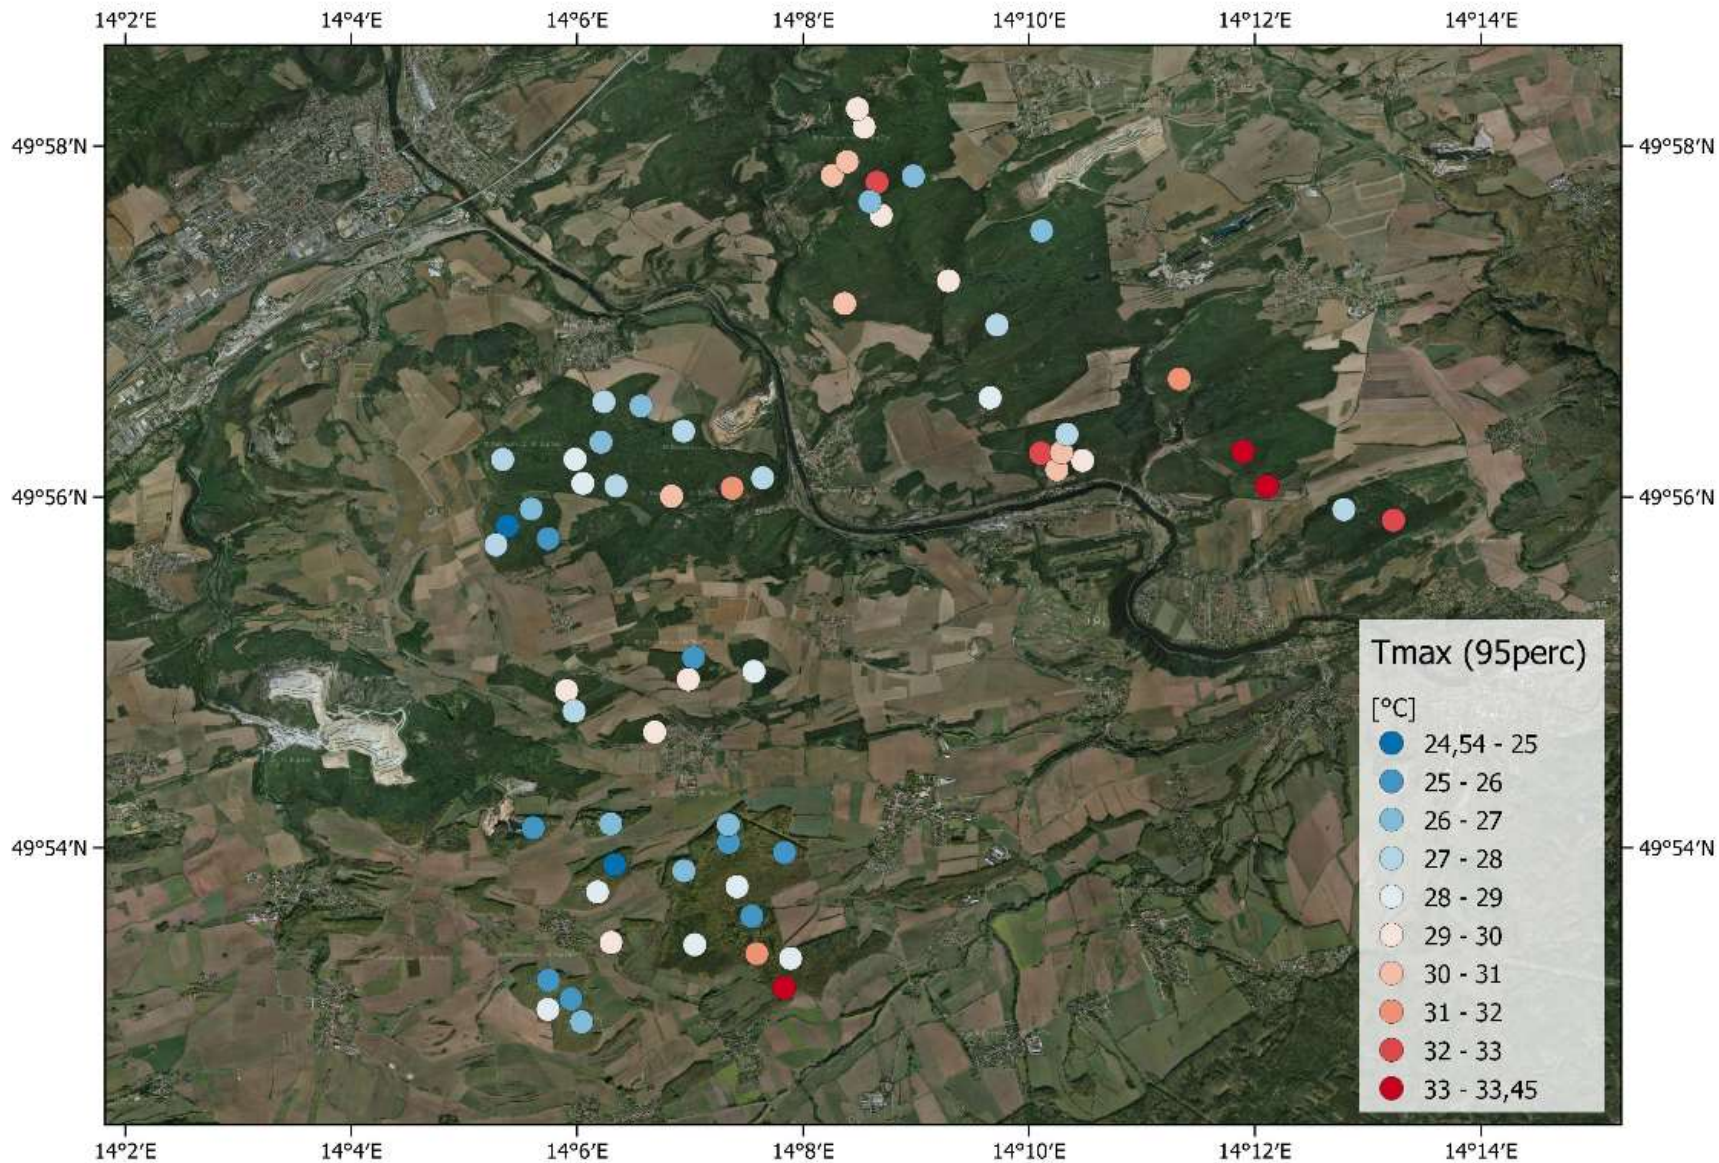 14°2′E 14°4′E 14°6′E 14°8′E 14°10′E 14°12′E 14°14′E
49°58′N 49°58′N
49°56′N 49°56′N
49°54′N 49°54′N
Tmax (95perc)
[°C]
24,54 - 25
25 - 26
26 - 27
27 - 28
28 - 29
29 - 30
30 - 31
31 - 32
32 - 33
33 - 33,45
14°2′E 14°4′E 14°6′E 14°8′E 14°10′E 14°12′E 14°14′E